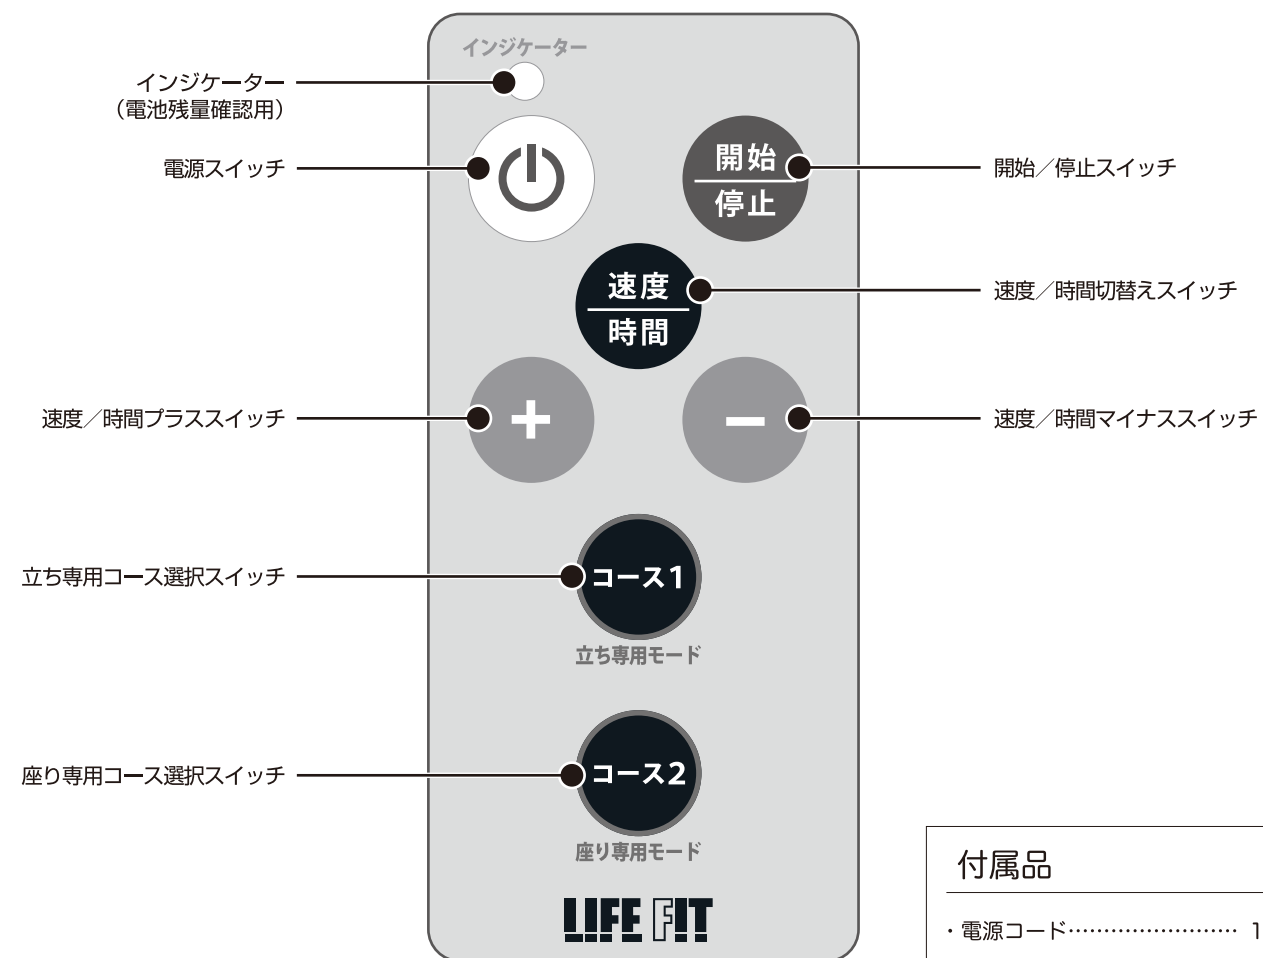 インジケーター
インジケーター
（電池残量確認用）
電源スイッチ
開始
停止
開始／停止スイッチ
速度
時間
速度／時間切替えスイッチ
速度／時間プラススイッチ
+
−
速度／時間マイナススイッチ
立ち専用コース選択スイッチ
コース1
立ち専用モード
座り専用コース選択スイッチ
コース2
座り専用モード
LIFE FIT
付属品
・電源コード…………………… 1